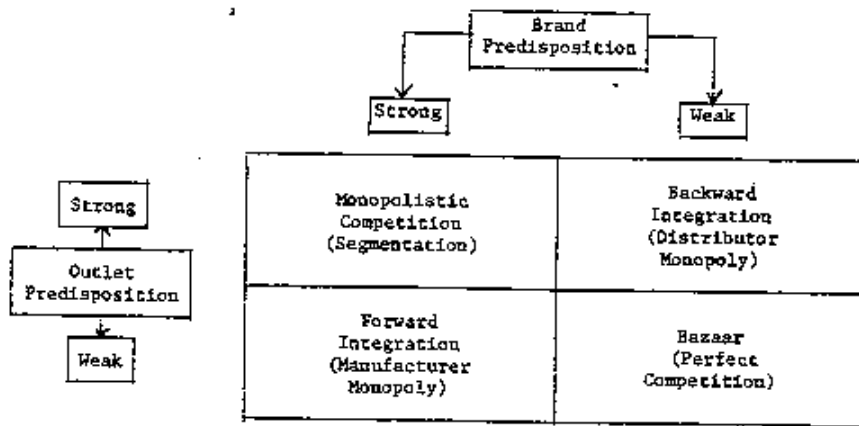 Brand
Predisposition
Strong
Weak
Strong
Outlet
Predisposition
Weak
Monopolistic
Competition
(Segmentation)
Backward
Integration
(Distributor
Monopoly)
Forward
Integration
(Manufacturer
Monopoly)
Bazaar
(Perfect
Competition)